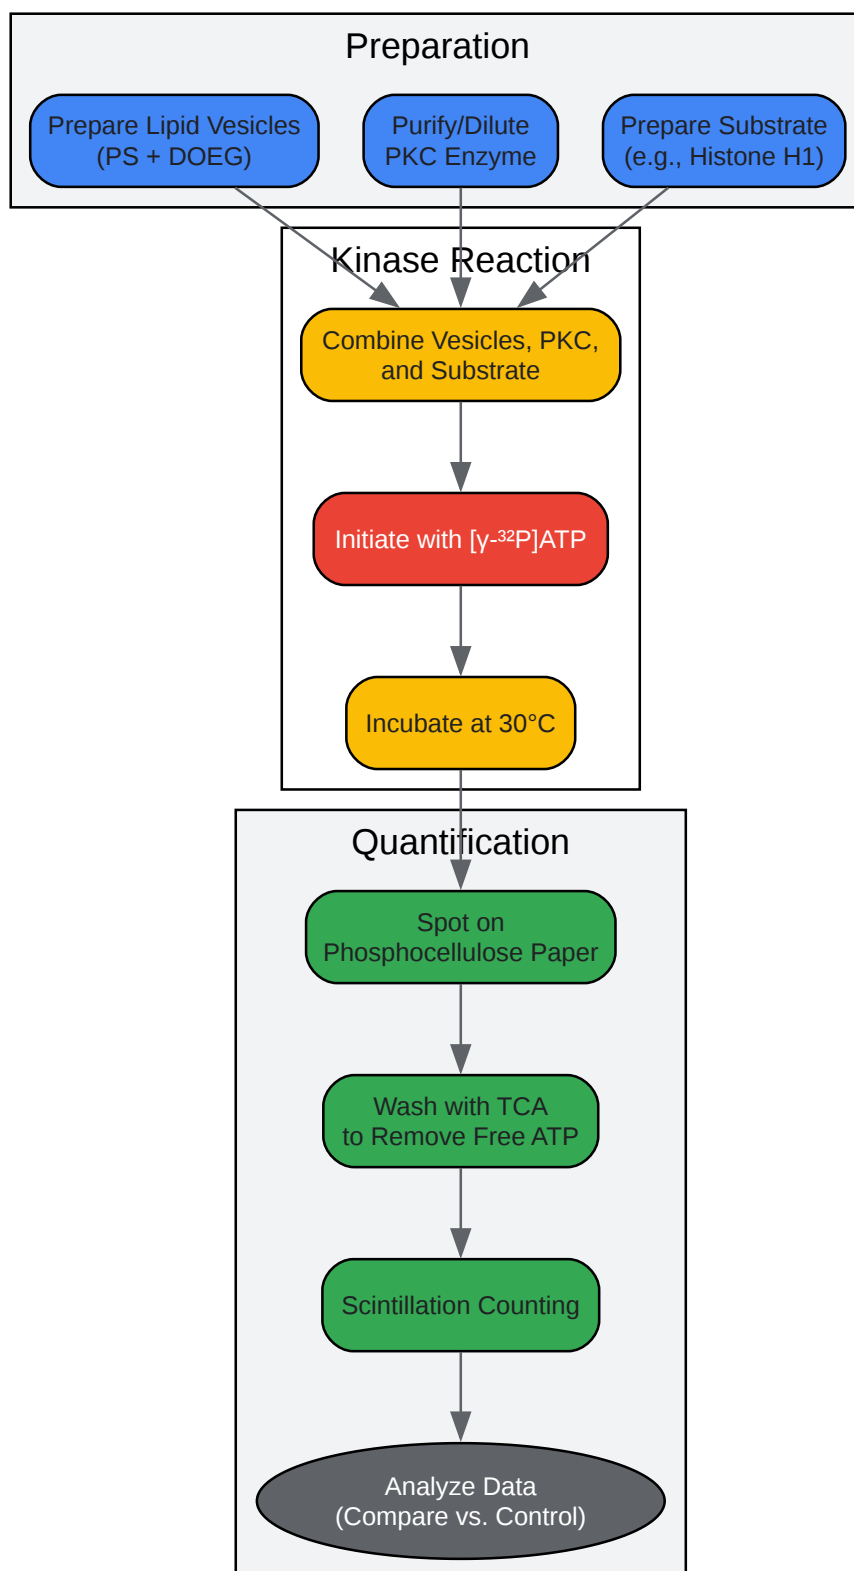 Preparation
Prepare Lipid Vesicles
(PS + DOEG)
Purify/Dilute
PKC Enzyme
Prepare Substrate
(e.g., Histone H1)
Kinase Reaction
Combine Vesicles, PKC,
and Substrate
Initiate with [γ-³²P]ATP
Incubate at 30°C
Quantification
Spot on
Phosphocellulose Paper
Wash with TCA
to Remove Free ATP
Scintillation Counting
Analyze Data
(Compare vs. Control)